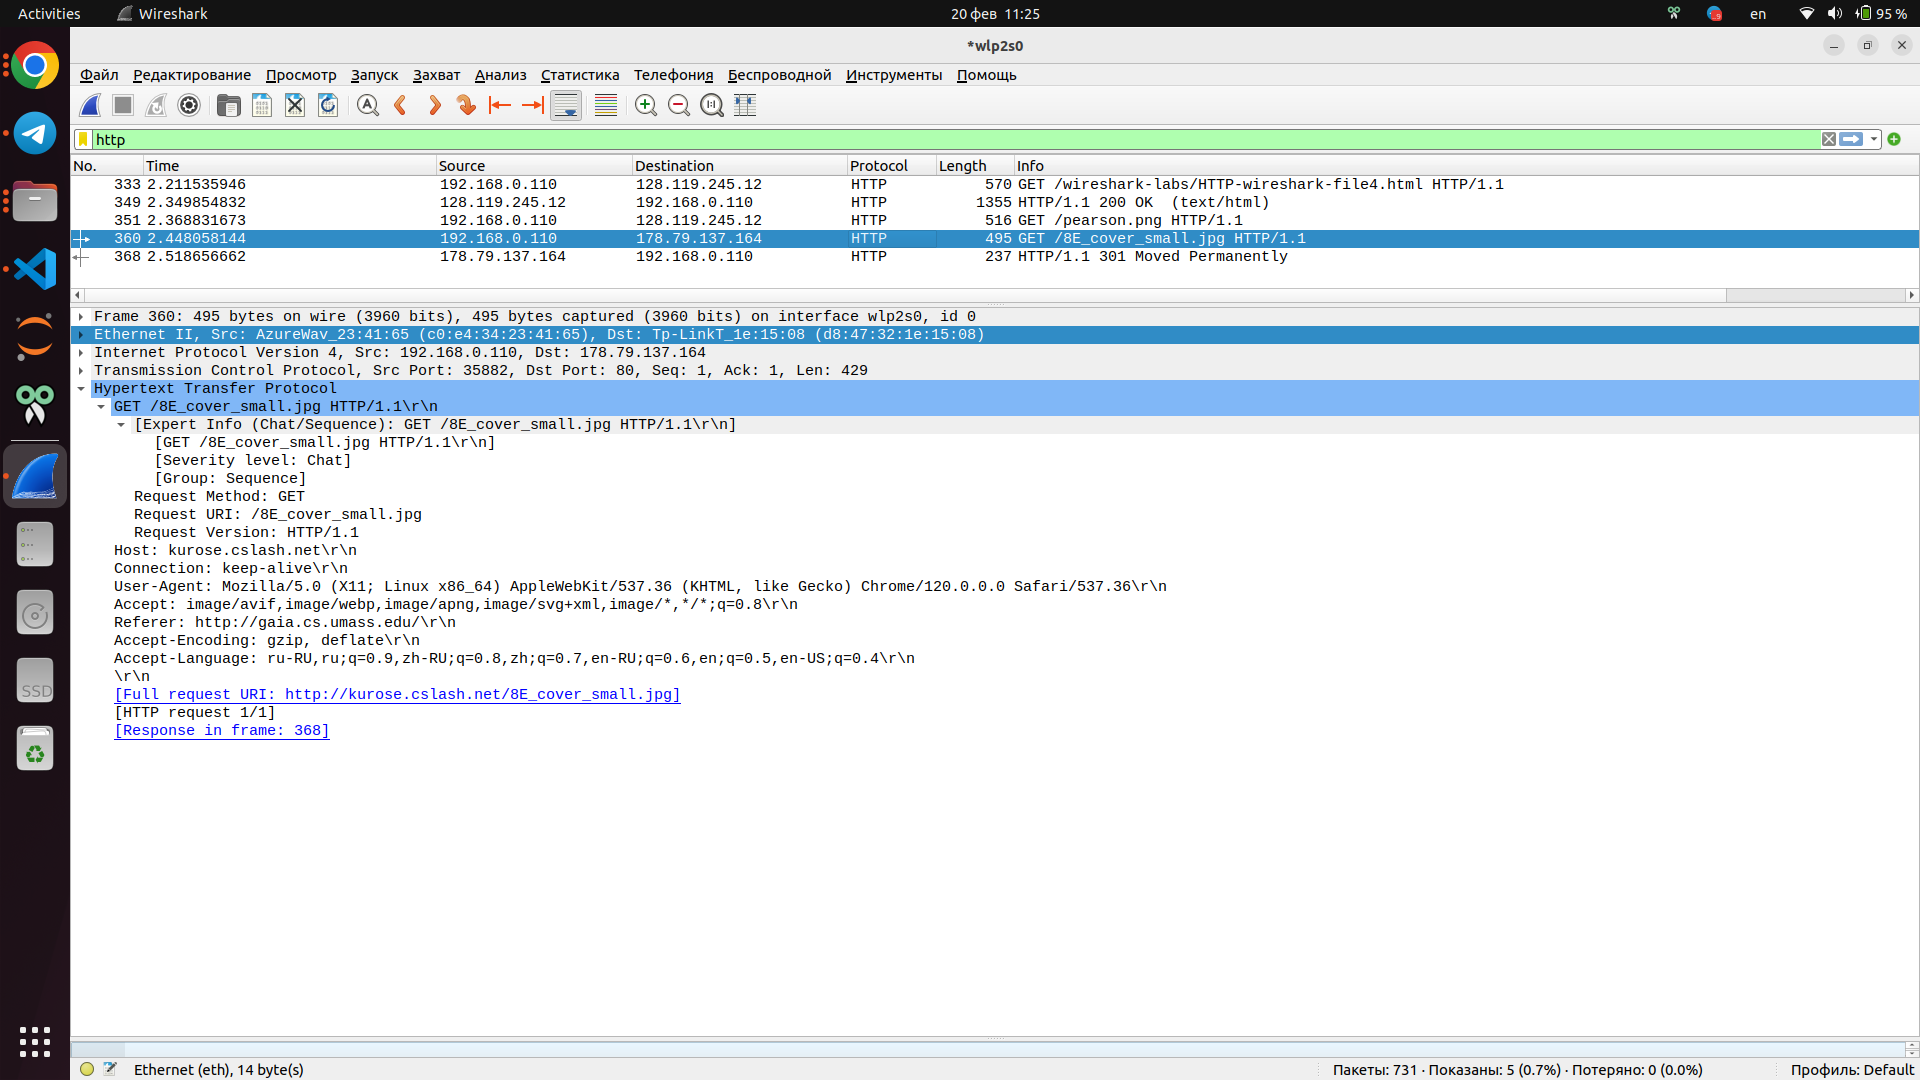 Activities Wireshark 20 фев 11:25 en 95 %
*wlp2s0
Файл Редактирование Просмотр Запуск Захват Анализ Статистика Телефония Беспроводной Инструменты Помощь
http
No. Time Source Destination Protocol Length Info
333 2.211535946 192.168.0.110 128.119.245.12 HTTP 570 GET /wireshark-labs/HTTP-wireshark-file4.html HTTP/1.1
349 2.349854832 128.119.245.12 192.168.0.110 HTTP 1355 HTTP/1.1 200 OK (text/html)
351 2.368831673 192.168.0.110 128.119.245.12 HTTP 516 GET /pearson.png HTTP/1.1
360 2.448058144 192.168.0.110 178.79.137.164 HTTP 495 GET /8E_cover_small.jpg HTTP/1.1
368 2.518656662 178.79.137.164 192.168.0.110 HTTP 237 HTTP/1.1 301 Moved Permanently
Frame 360: 495 bytes on wire (3960 bits), 495 bytes captured (3960 bits) on interface wlp2s0, id 0
Ethernet II, Src: AzureWav_23:41:65 (c0:e4:34:23:41:65), Dst: Tp-LinkT_1e:15:08 (d8:47:32:1e:15:08)
Internet Protocol Version 4, Src: 192.168.0.110, Dst: 178.79.137.164
Transmission Control Protocol, Src Port: 35882, Dst Port: 80, Seq: 1, Ack: 1, Len: 429
Hypertext Transfer Protocol
GET /8E_cover_small.jpg HTTP/1.1\r\n
[Expert Info (Chat/Sequence): GET /8E_cover_small.jpg HTTP/1.1\r\n]
[GET /8E_cover_small.jpg HTTP/1.1\r\n]
[Severity level: Chat]
[Group: Sequence]
Request Method: GET
Request URI: /8E_cover_small.jpg
Request Version: HTTP/1.1
Host: kurose.cslash.net\r\n
Connection: keep-alive\r\n
User-Agent: Mozilla/5.0 (X11; Linux x86_64) AppleWebKit/537.36 (KHTML, like Gecko) Chrome/120.0.0.0 Safari/537.36\r\n
Accept: image/avif,image/webp,image/apng,image/svg+xml,image/*,*/*;q=0.8\r\n
Referer: http://gaia.cs.umass.edu/\r\n
Accept-Encoding: gzip, deflate\r\n
Accept-Language: ru-RU,ru;q=0.9,zh-RU;q=0.8,zh;q=0.7,en-RU;q=0.6,en;q=0.5,en-US;q=0.4\r\n
\r\n
[Full request URI: http://kurose.cslash.net/8E_cover_small.jpg]
[HTTP request 1/1]
[Response in frame: 368]
SSD
Ethernet (eth), 14 byte(s) Пакеты: 731 · Показаны: 5 (0.7%) · Потеряно: 0 (0.0%) Профиль: Default